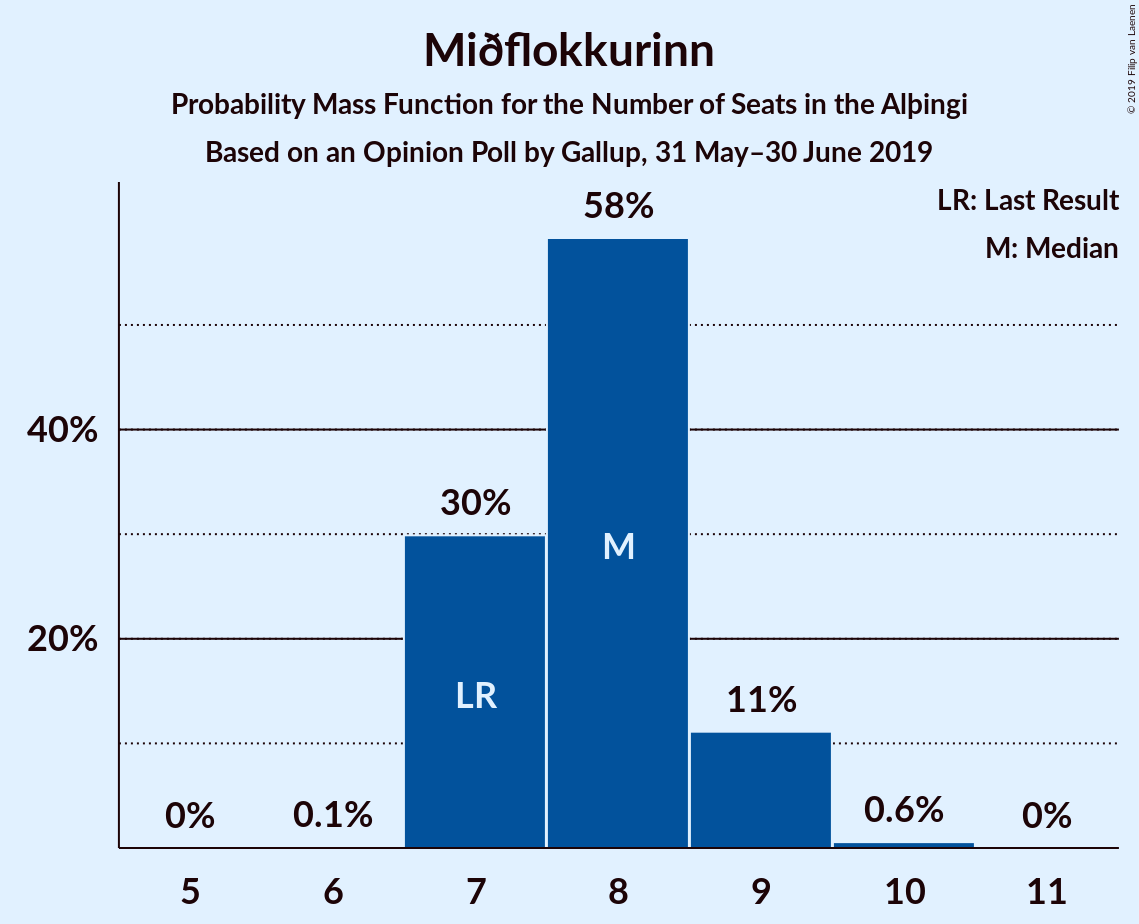 Miðflokkurinn
Probability Mass Function for the Number of Seats in the Alþingi
Based on an Opinion Poll by Gallup, 31 May–30 June 2019
© 2019 Filip van Laenen
LR: Last Result
M: Median
58%
40%
30%
M
20%
LR
11%
0%
0.1%
0.6%
0%
5
6
7
8
9
10
11